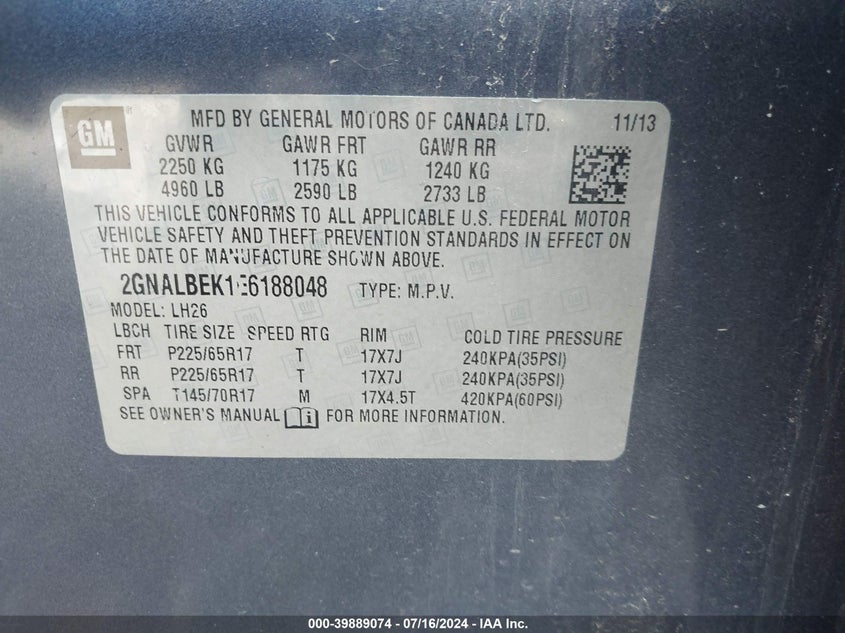 GM
MFD BY GENERAL MOTORS OF CANADA LTD. 11/13
GVWR GAWR FRT GAWR RR
2250 KG 1175 KG 1240 KG
4960 LB 2590 LB 2733 LB
THIS VEHICLE CONFORMS TO ALL APPLICABLE U.S. FEDERAL MOTOR
VEHICLE SAFETY AND THEFT PREVENTION STANDARDS IN EFFECT ON
THE DATE OF MANUFACTURE SHOWN ABOVE.
2GNALBEK1E6188048 TYPE: M.P.V.
MODEL: LH26
LBCH TIRE SIZE SPEED RTG RIM COLD TIRE PRESSURE
FRT P225/65R17 T 17X7J 240KPA(35PSI)
RR P225/65R17 T 17X7J 240KPA(35PSI)
SPA T145/70R17 M 17X4.5T 420KPA(60PSI)
SEE OWNER'S MANUAL i FOR MORE INFORMATION.
000-39889074 / 07/16/2024 - IAA Inc.